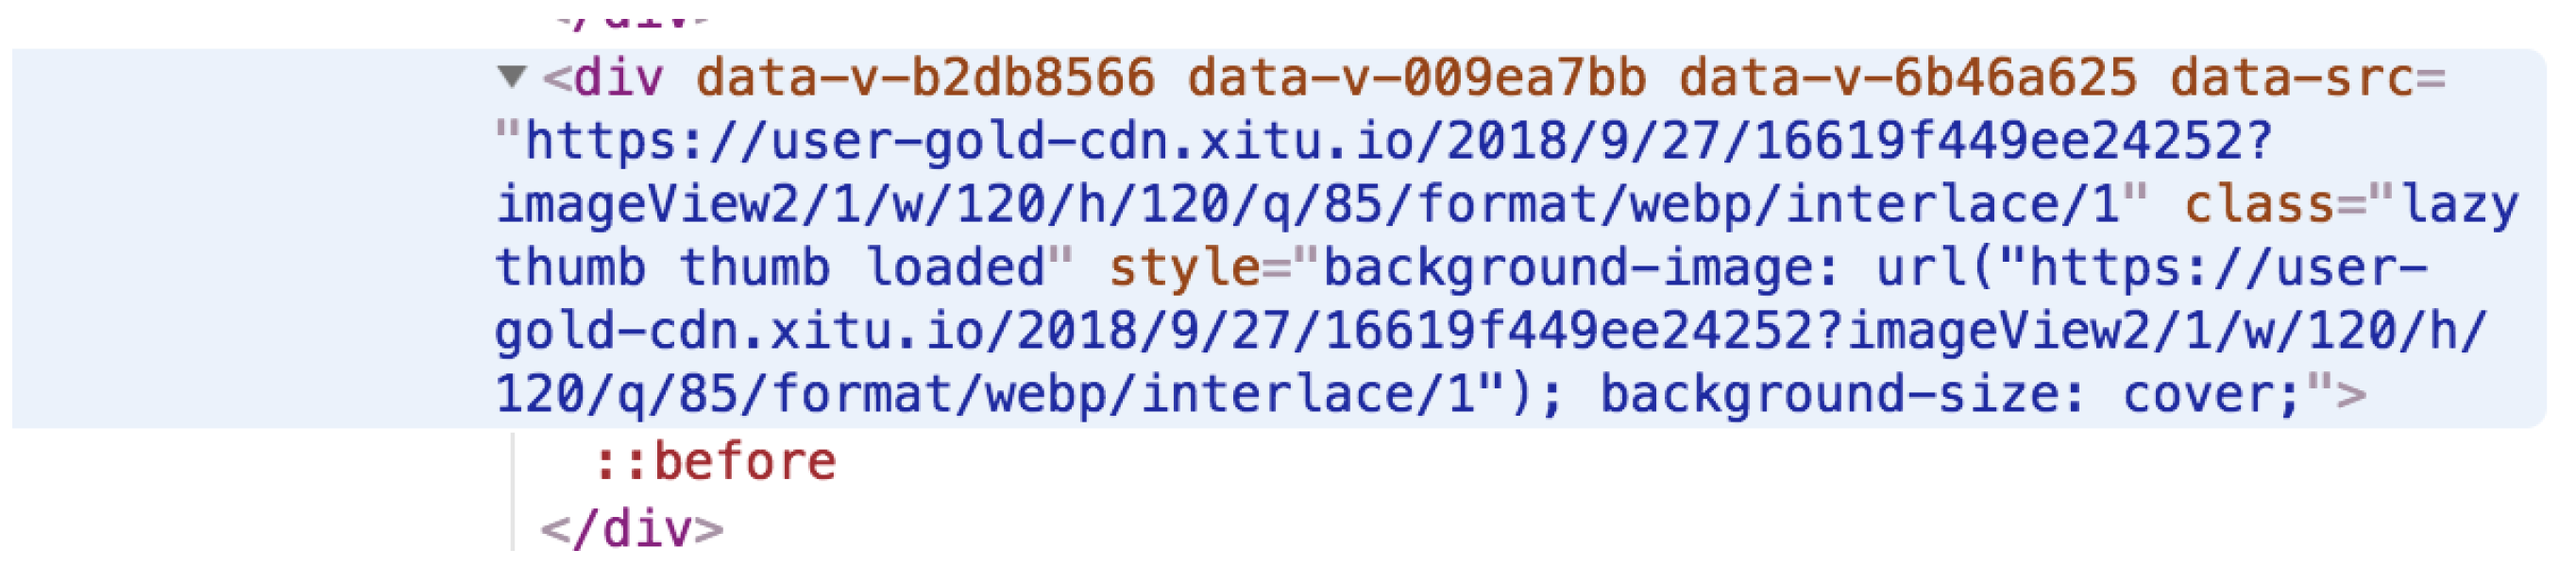 </div>
▼<div data-v-b2db8566 data-v-009ea7bb data-v-6b46a625 data-src=
"https://user-gold-cdn.xitu.io/2018/9/27/16619f449ee24252?
imageView2/1/w/120/h/120/q/85/format/webp/interlace/1" class="lazy
thumb thumb loaded" style="background-image: url("https://user-
gold-cdn.xitu.io/2018/9/27/16619f449ee24252?imageView2/1/w/120/h/
120/q/85/format/webp/interlace/1"); background-size: cover;">
::before
</div>